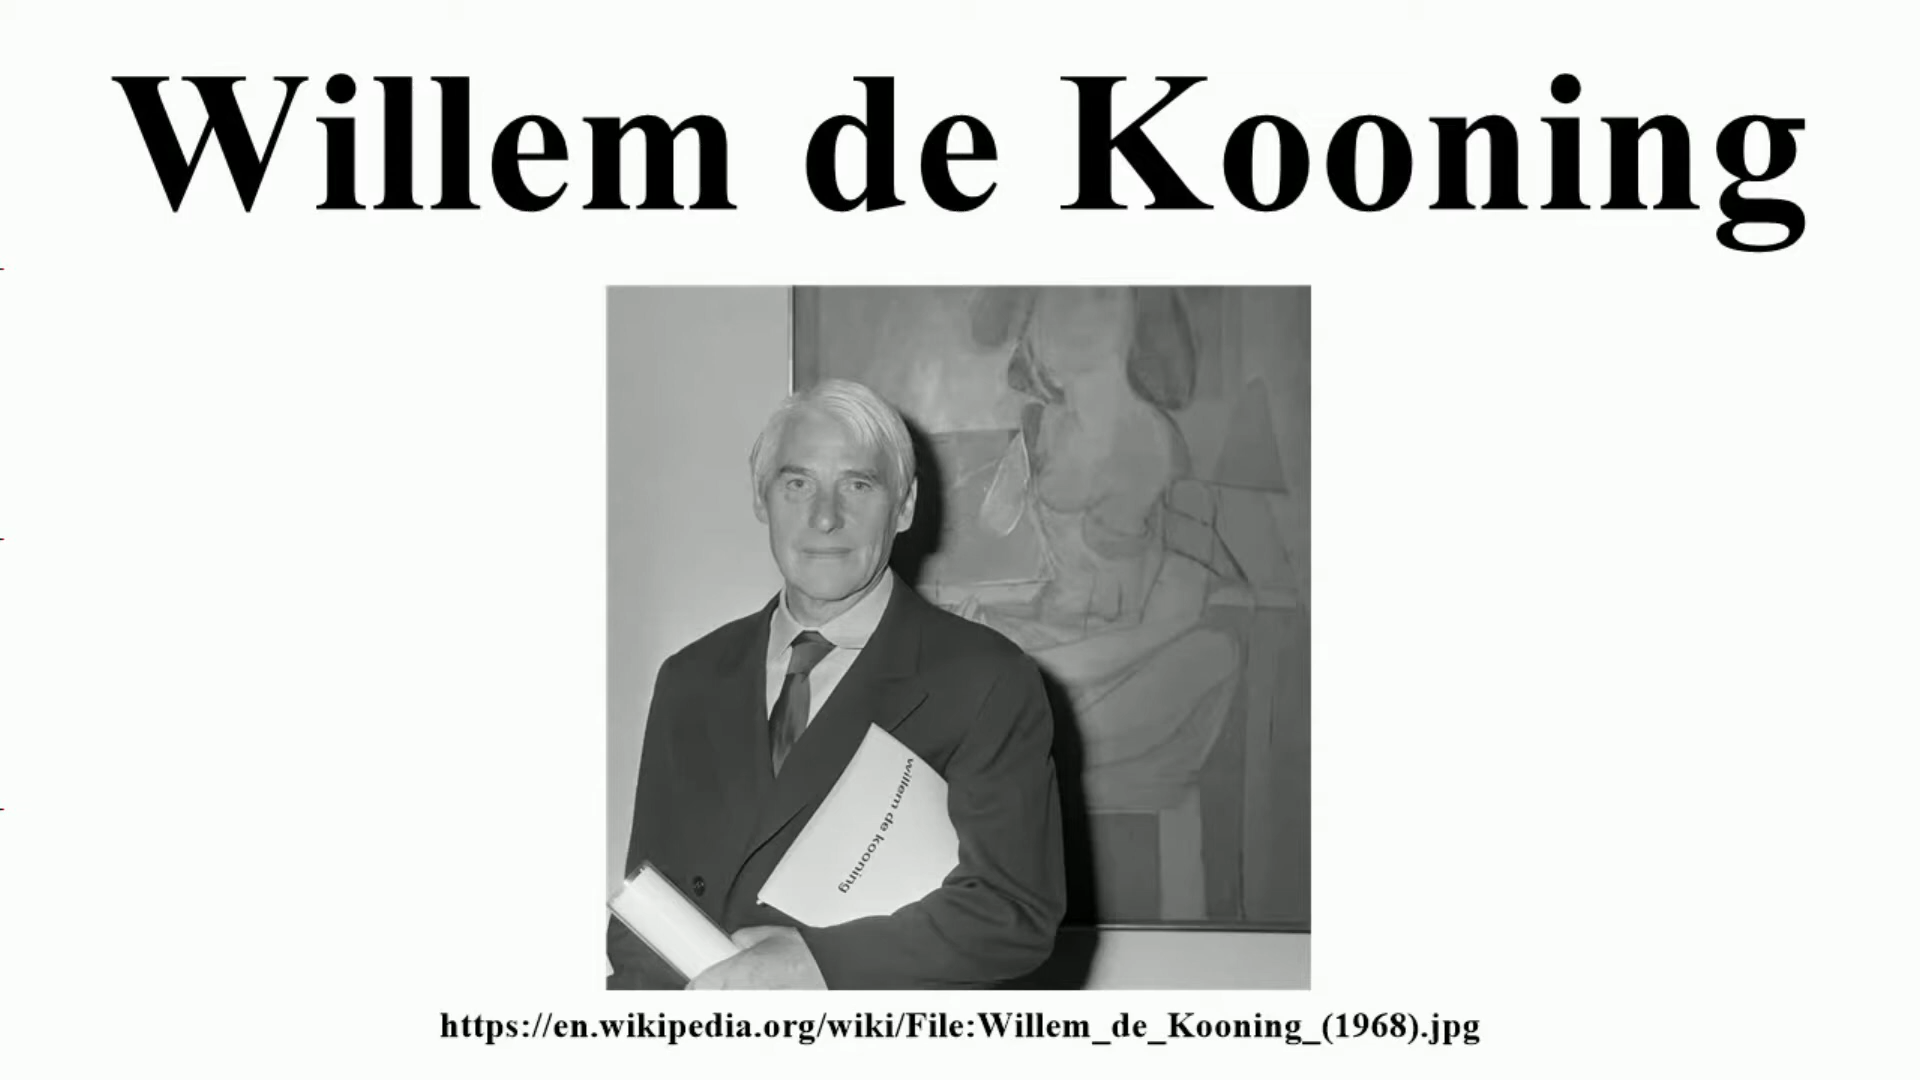 Willem de Kooning
willem de kooning
https://en.wikipedia.org/wiki/File:Willem_de_Kooning_(1968).jpg